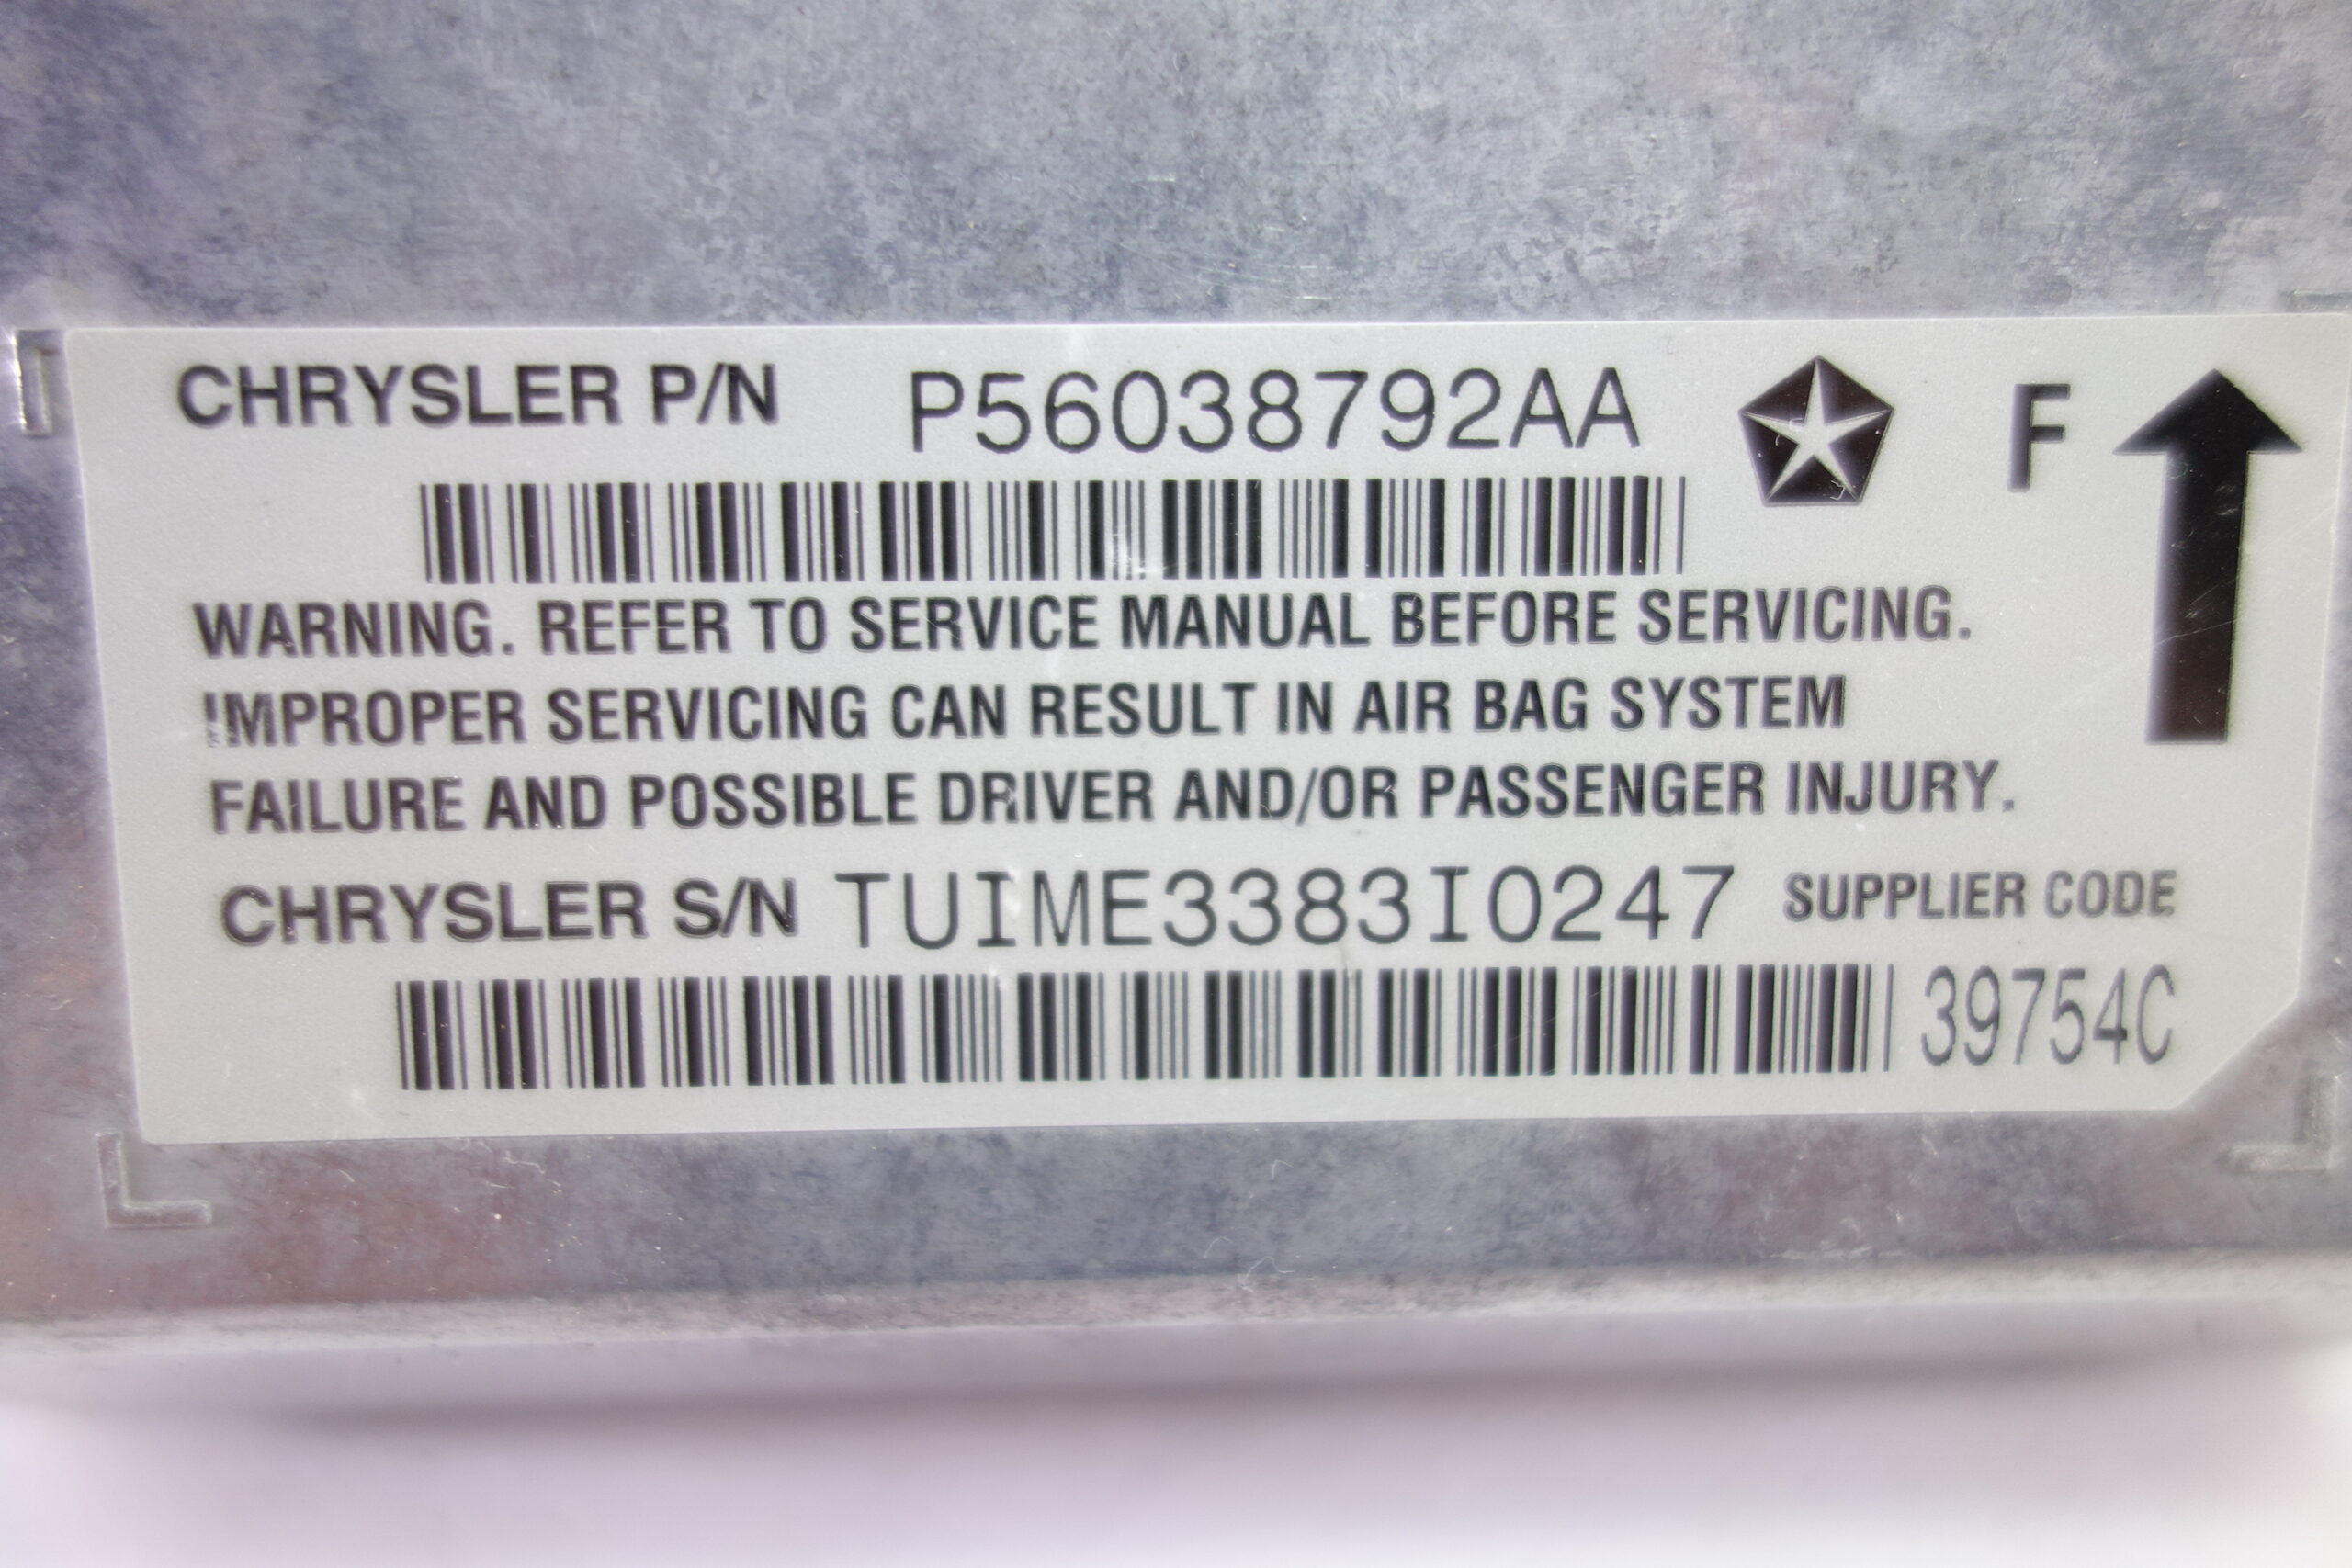 CHRYSLER P/N P56038792AA F
WARNING. REFER TO SERVICE MANUAL BEFORE SERVICING.
IMPROPER SERVICING CAN RESULT IN AIR BAG SYSTEM
FAILURE AND POSSIBLE DRIVER AND/OR PASSENGER INJURY.
CHRYSLER S/N TUIME3383I0247 SUPPLIER CODE
39754C